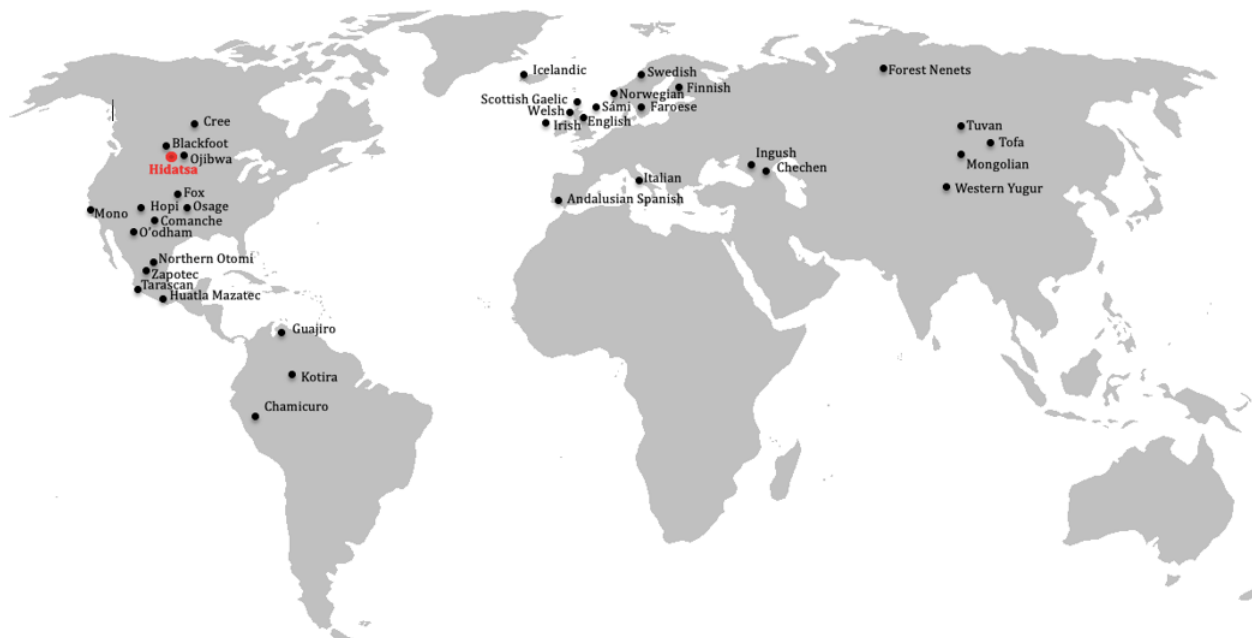 Icelandic
Swedish
Forest Nenets
Finnish
Norwegian
Scottish Gaelic
Sámi
Faroese
Welsh
English
Irish
Cree
Tuvan
Blackfoot
Tofa
Ojibwa
Hidatsa
Ingush
Mongolian
Chechen
Italian
Western Yugur
Fox
Andalusian Spanish
Hopi
Osage
Mono
Comanche
O'odham
Northern Otomí
Zapotec
Tarascan
Huatla Mazatec
Guajiro
Kotira
Chamicuro